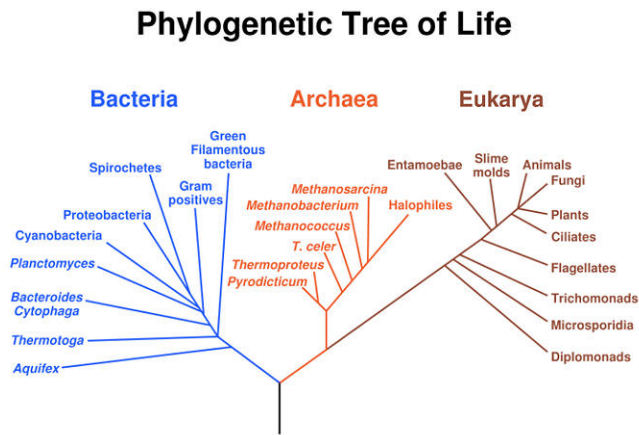 Phylogenetic Tree of Life
Bacteria
Archaea
Eukarya
Green
Filamentous
bacteria
Spirochetes
Gram
positives
Proteobacteria
Cyanobacteria
Planctomyces
Bacteroides
Cytophaga
Thermotoga
Aquifex
Methanosarcina
Methanobacterium
Halophiles
Methanococcus
T. celer
Thermoproteus
Pyrodicticum
Entamoebae
Slime
molds
Animals
Fungi
Plants
Ciliates
Flagellates
Trichomonads
Microsporidia
Diplomonads